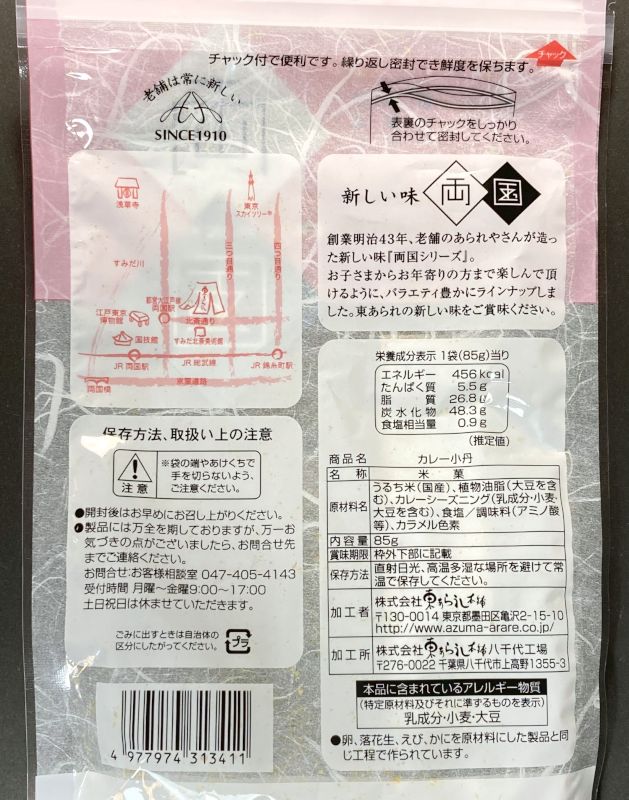 チャック付で便利です。繰り返し密封でき鮮度を保ちます。
チャック
老舗は常に新しい
SINCE1910
表裏のチャックをしっかり
合わせて密封してください。
浅草寺
東京
スカイツリー®
すみだ川
三つ目通り
四つ目通り
都営大江戸線
両国駅
北斎通り
江戸東京
博物館
国技館
すみだ北斎美術館
JR 両国駅
JR 総武線
JR 錦糸町駅
両国橋
京葉道路
新しい味 両国
創業明治43年、老舗のあられやさんが造っ
た新しい味『両国シリーズ』。
お子さまからお年寄りの方まで楽しんで頂
けるように、バラエティ豊かにラインナップしま
した。東あられの新しい味をご賞味ください。
保存方法、取扱い上の注意
注意
※袋の端やあけくちで
手を切らないよう、
ご注意ください。
●開封後はお早めにお召し上がりください。
●製品には万全を期しておりますが、万一お
気づきの点がございましたら、お問合せ先
までご連絡ください。
お問合せ:お客様相談室 047-405-4143
受付時間 月曜〜金曜9:00〜17:00
土日祝日は休ませていただきます。
ごみに出すときは自治体の
区分にしたがってください。
プラ
4 977974 313411
栄養成分表示 1袋(85g)当り
エネルギー 456kcal
たんぱく質 5.5g
脂質 26.8g
炭水化物 48.3g
食塩相当量 0.9g
(推定値)
商品名 カレー小丹
名称 米菓
原材料名 うるち米(国産)、植物油脂(大豆を含
む)、カレーシーズニング(乳成分・小麦・
大豆を含む)、食塩/調味料(アミノ酸
等)、カラメル色素
内容量 85g
賞味期限 枠外下部に記載
保存方法 直射日光、高温多湿な場所を避けて常
温で保存してください。
加工者 株式会社東あられ本鋪
〒130-0014 東京都墨田区亀沢2-15-10
http://www.azuma-arare.co.jp/
加工所 株式会社東あられ本鋪八千代工場
〒276-0022 千葉県八千代市上高野1355-3
本品に含まれているアレルギー物質
(特定原材料及びそれに準ずるものを表示)
乳成分・小麦・大豆
●卵、落花生、えび、かにを原材料にした製品と同
じ工程で作られています。